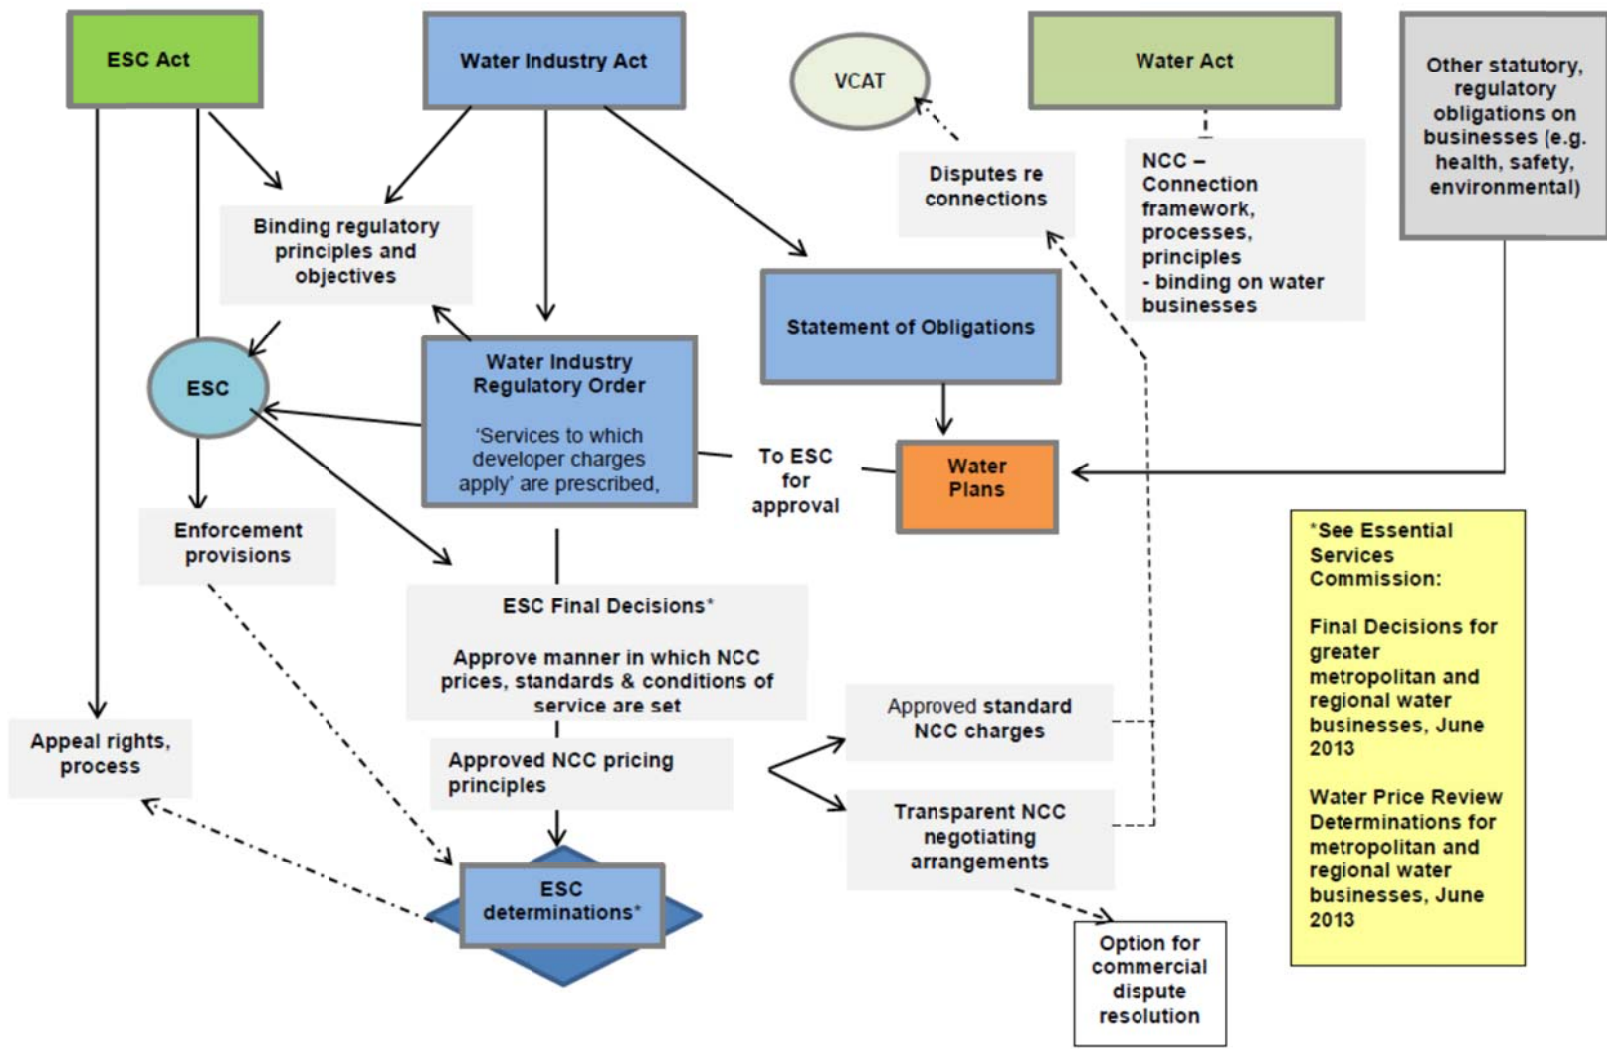 ESC Act
Water Industry Act
VCAT
Water Act
Other statutory,
regulatory
obligations on
businesses (e.g.
health, safety,
environmental)
Disputes re
connections
NCC –
Connection
framework,
processes,
principles
- binding on water
businesses
Binding regulatory
principles and
objectives
Statement of Obligations
ESC
Water Industry
Regulatory Order
‘Services to which
developer charges
apply’ are prescribed,
To ESC
for
approval
Water
Plans
Enforcement
provisions
*See Essential
Services
Commission:
Final Decisions for
greater
metropolitan and
regional water
businesses, June
2013
Water Price Review
Determinations for
metropolitan and
regional water
businesses, June
2013
ESC Final Decisions*
Approve manner in which NCC
prices, standards & conditions of
service are set
Appeal rights,
process
Approved NCC pricing
principles
Approved standard
NCC charges
Transparent NCC
negotiating
arrangements
ESC
determinations*
Option for
commercial
dispute
resolution